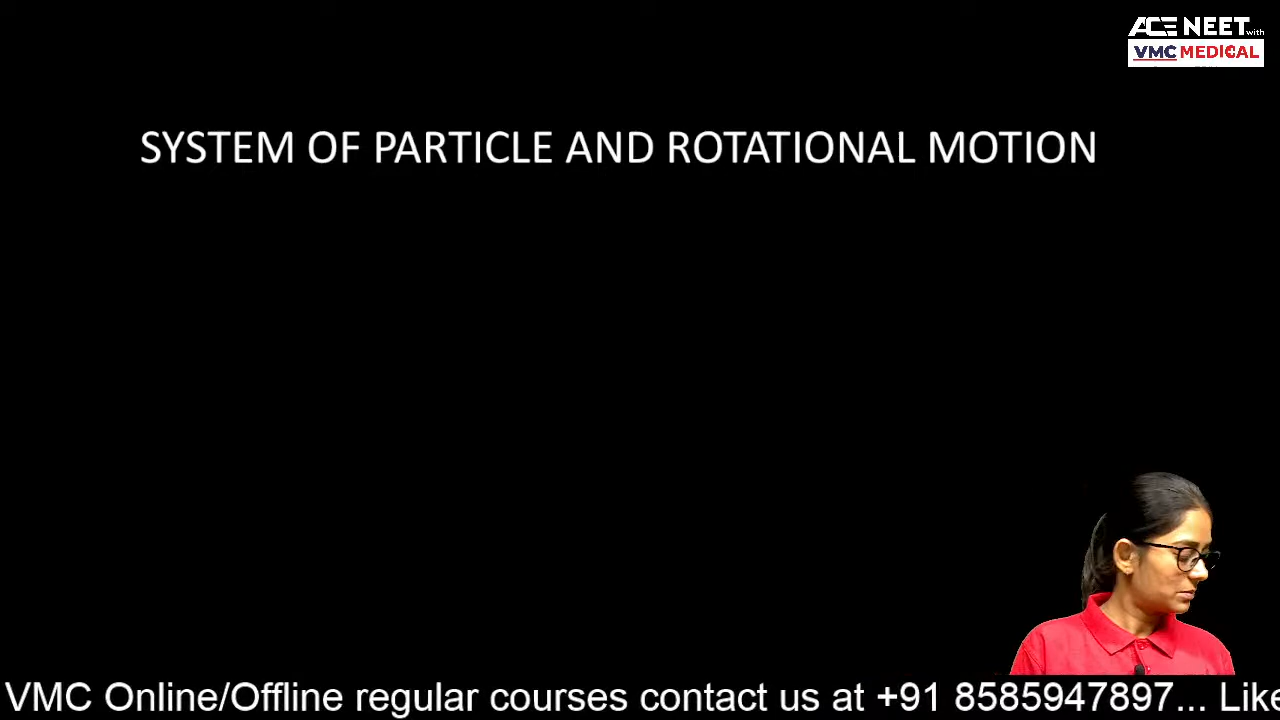 ACE NEET with
VMC MEDICAL
SYSTEM OF PARTICLE AND ROTATIONAL MOTION
VMC Online/Offline regular courses contact us at +91 8585947897... Like